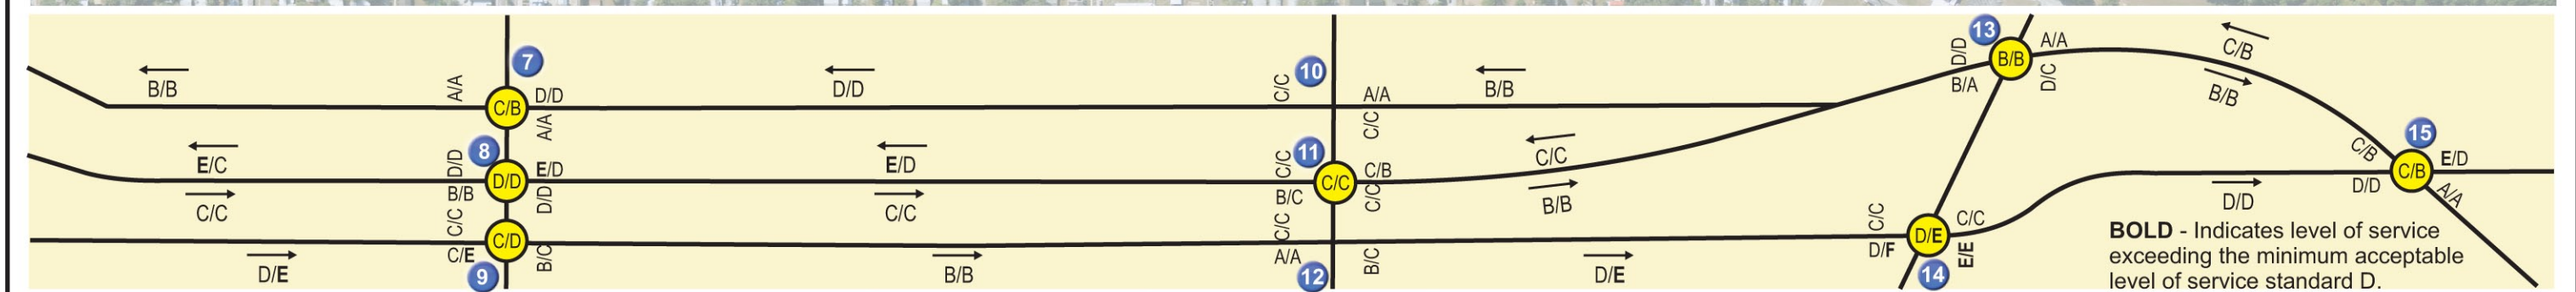 13
A/A
D/D
C/B
B/B
7
10
B/B
D/D
B/B
B/A
D/C
B/B
A/A
C/B
D/D
A/A
C/C
A/A
C/C
8
E/C
D/D
D/D
E/D
D/D
B/B
C/C
E/D
C/C
11
C/C
C/C
C/B
C/C
B/C
C/C
B/B
15
C/B
C/B
E/D
D/D
A/A
D/D
9
C/C
C/D
C/E
B/C
D/E
B/B
12
C/C
A/A
B/C
D/E
14
C/C
D/E
C/C
D/F
E/E
BOLD - Indicates level of service
exceeding the minimum acceptable
level of service standard D.